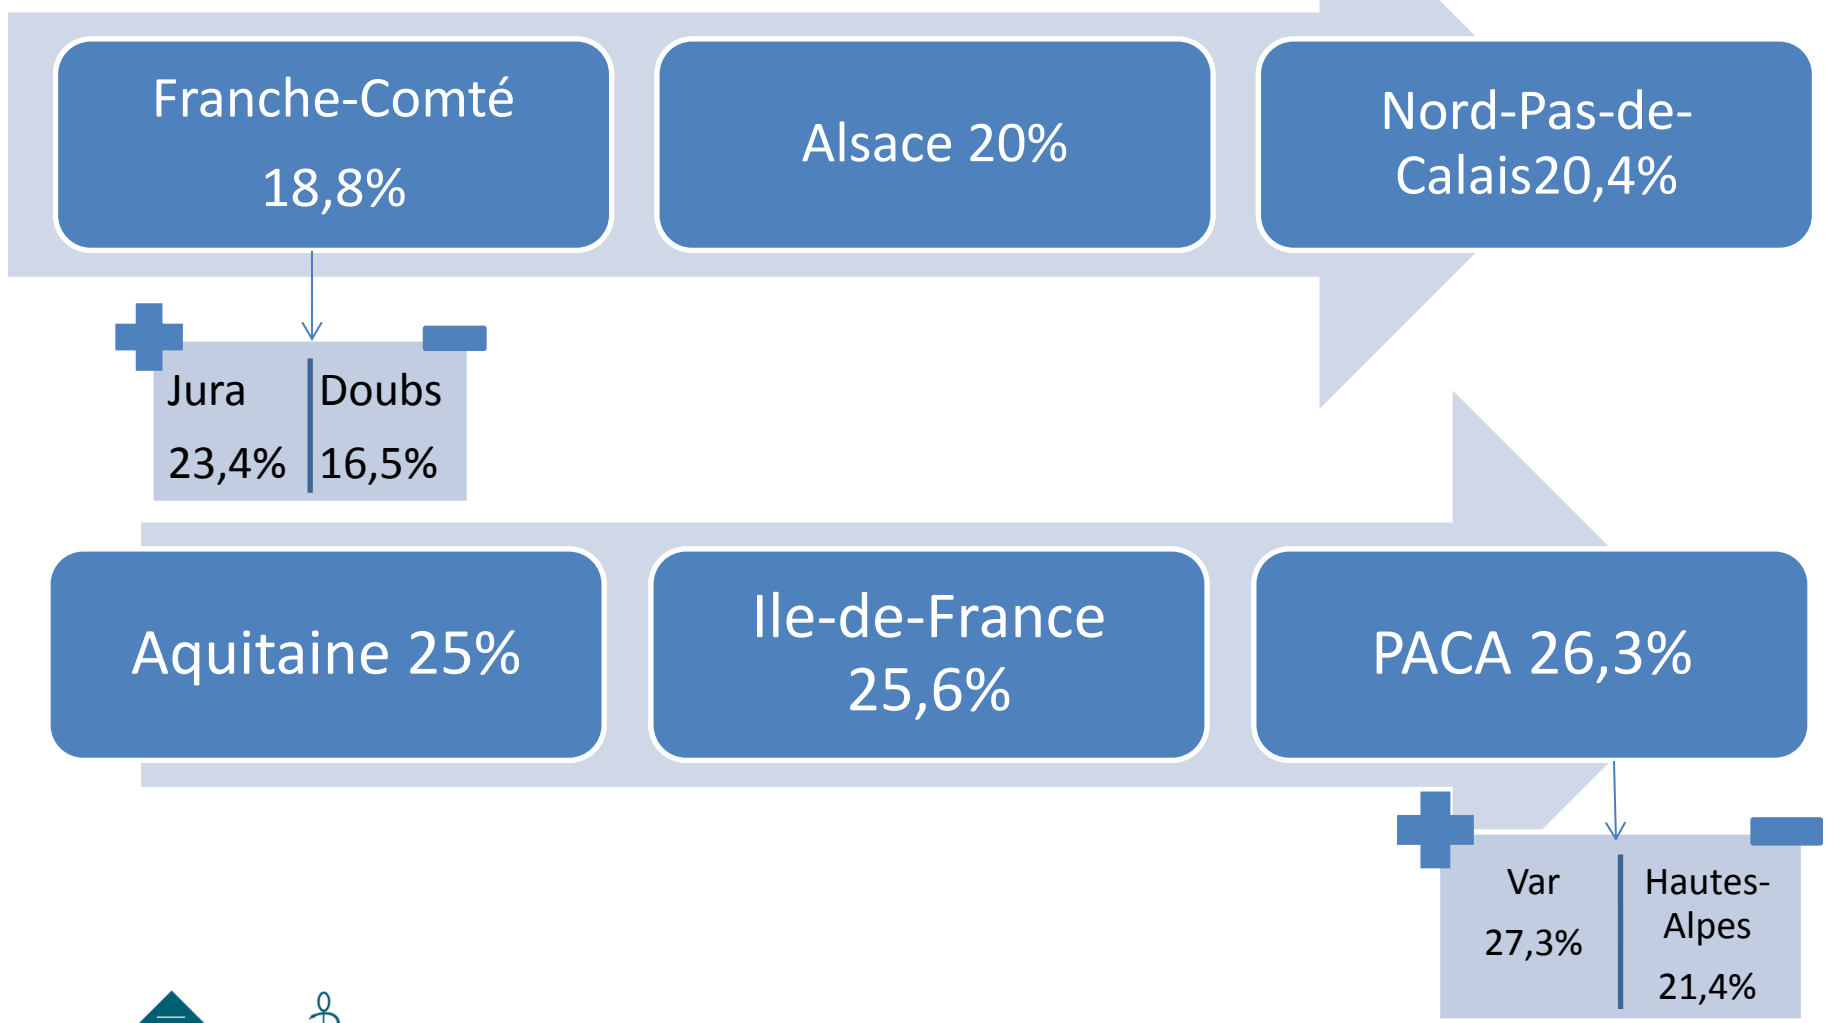 Franche-Comté
18,8%
Alsace 20%
Nord-Pas-de-
Calais20,4%
Jura
23,4%
Doubs
16,5%
Aquitaine 25%
Ile-de-France
25,6%
PACA 26,3%
Var
27,3%
Hautes-
Alpes
21,4%